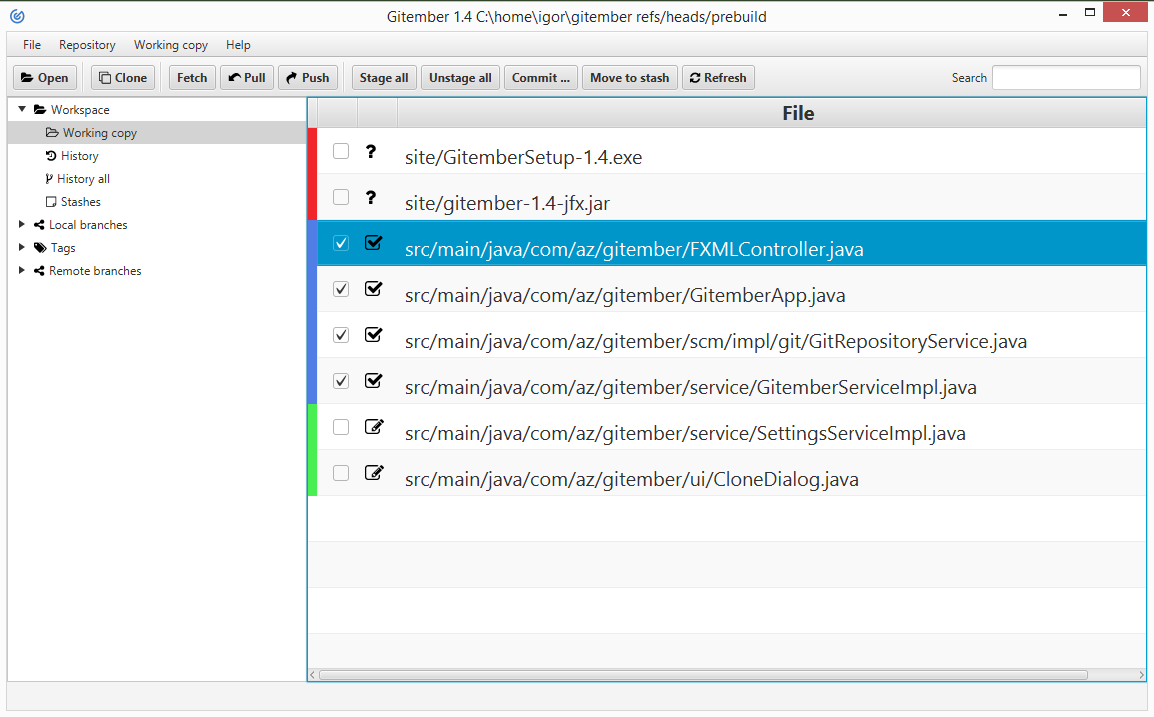 Gitember 1.4 C:\home\igor\gitember refs/heads/prebuild
File Repository Working copy Help
Open Clone Fetch Pull Push Stage all Unstage all Commit ... Move to stash Refresh Search
Workspace
Working copy
History
History all
Stashes
Local branches
Tags
Remote branches
File
? site/GitemberSetup-1.4.exe
? site/gitember-1.4-jfx.jar
src/main/java/com/az/gitember/FXMLController.java
src/main/java/com/az/gitember/GitemberApp.java
src/main/java/com/az/gitember/scm/impl/git/GitRepositoryService.java
src/main/java/com/az/gitember/service/GitemberServiceImpl.java
src/main/java/com/az/gitember/service/SettingsServiceImpl.java
src/main/java/com/az/gitember/ui/CloneDialog.java